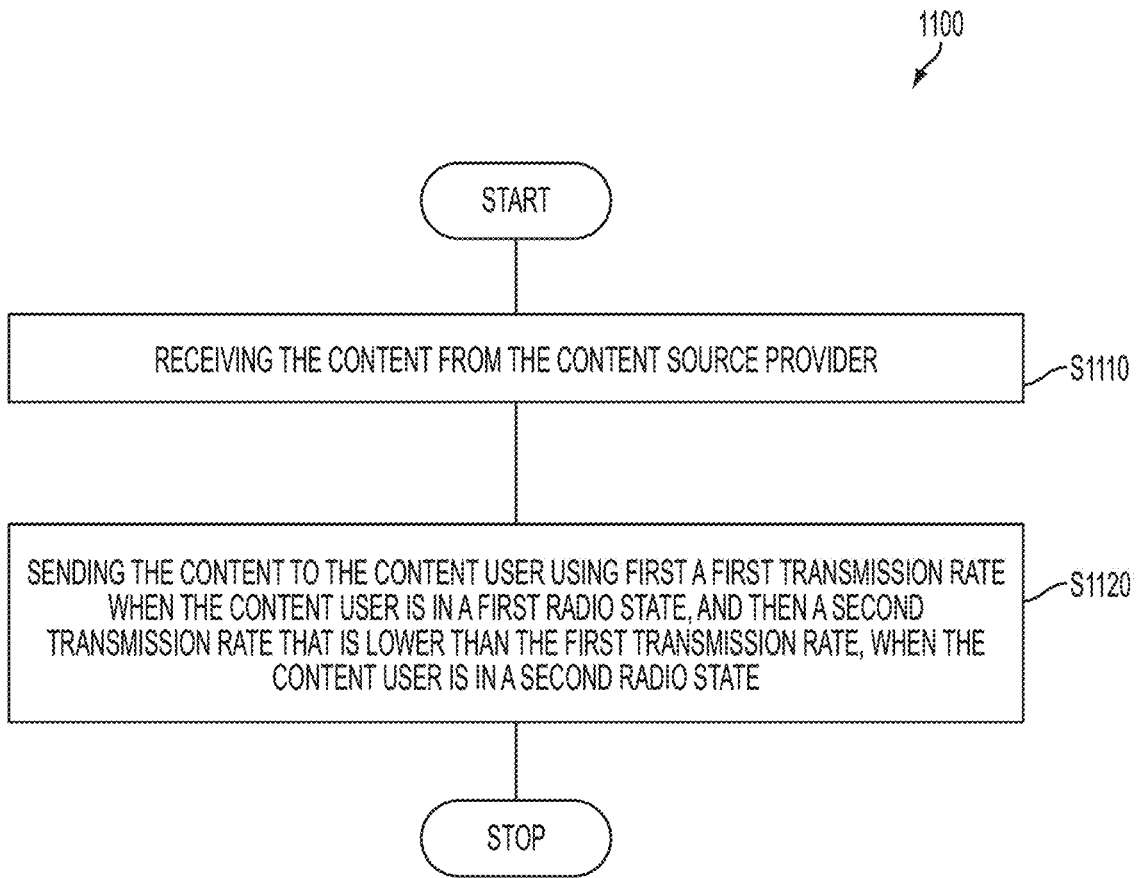 1100
START
RECEIVING THE CONTENT FROM THE CONTENT SOURCE PROVIDER
S1110
SENDING THE CONTENT TO THE CONTENT USER USING FIRST A FIRST TRANSMISSION RATE
WHEN THE CONTENT USER IS IN A FIRST RADIO STATE, AND THEN A SECOND
TRANSMISSION RATE THAT IS LOWER THAN THE FIRST TRANSMISSION RATE, WHEN THE
CONTENT USER IS IN A SECOND RADIO STATE
S1120
STOP